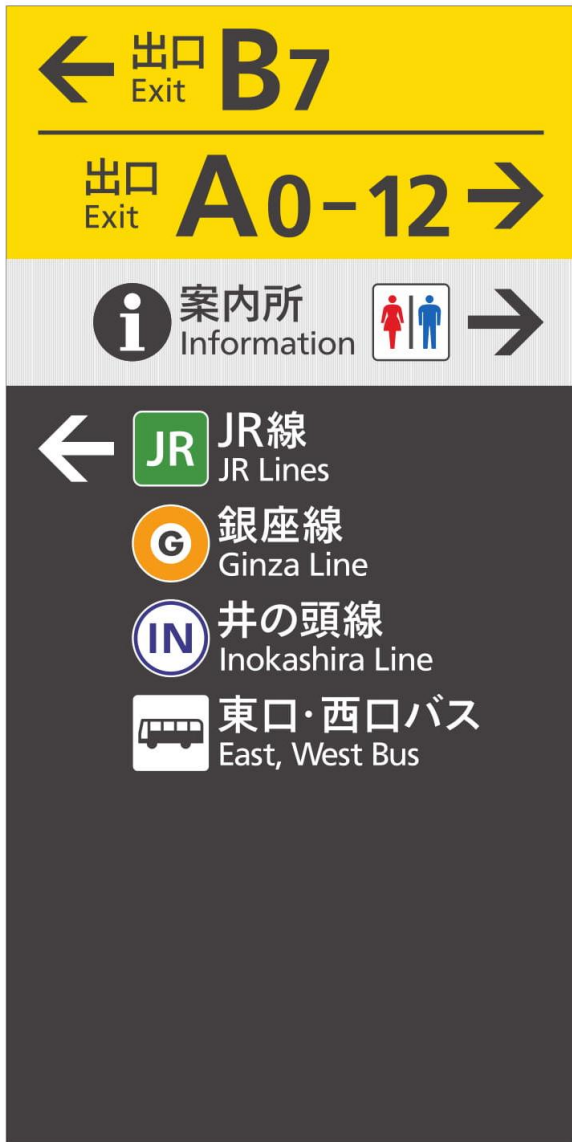 出口
Exit
B7
出口
Exit
A0-12
i
案内所
Information
JR
JR線
JR Lines
G
銀座線
Ginza Line
IN
井の頭線
Inokashira Line
東口・西口バス
East, West Bus